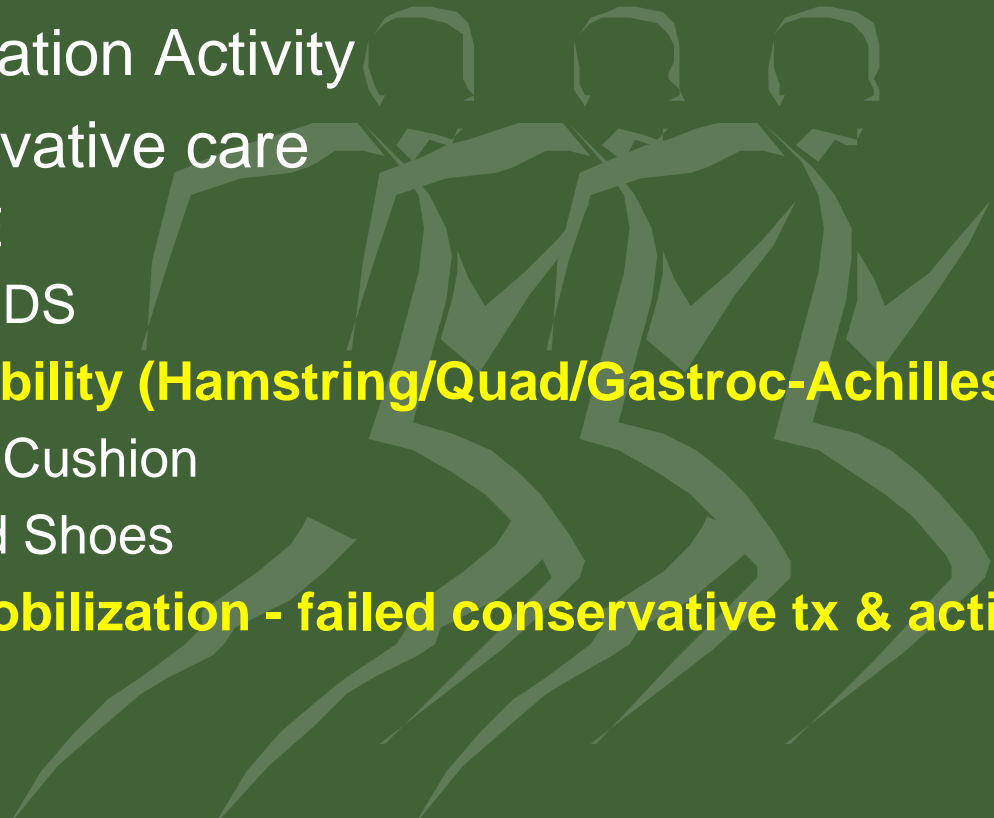 ation Activity
vative care
DS
bility (Hamstring/Quad/Gastroc-Achilles
Cushion
d Shoes
obilization - failed conservative tx & acti